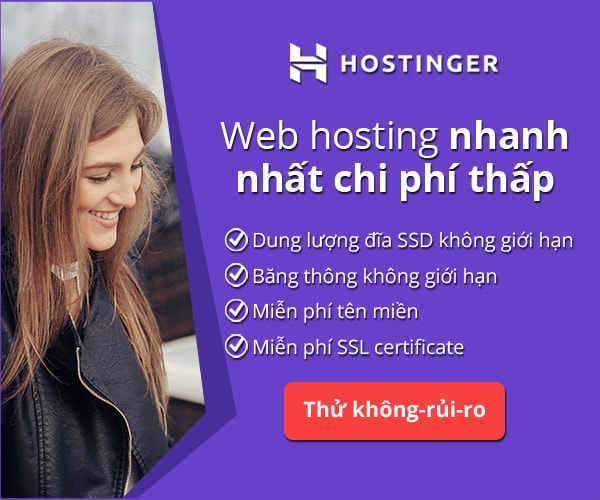 HOSTINGER
Web hosting nhanh
nhất chi phí thấp
Dung lượng đĩa SSD không giới hạn
Băng thông không giới hạn
Miễn phí tên miền
Miễn phí SSL certificate
Thử không-rủi-ro